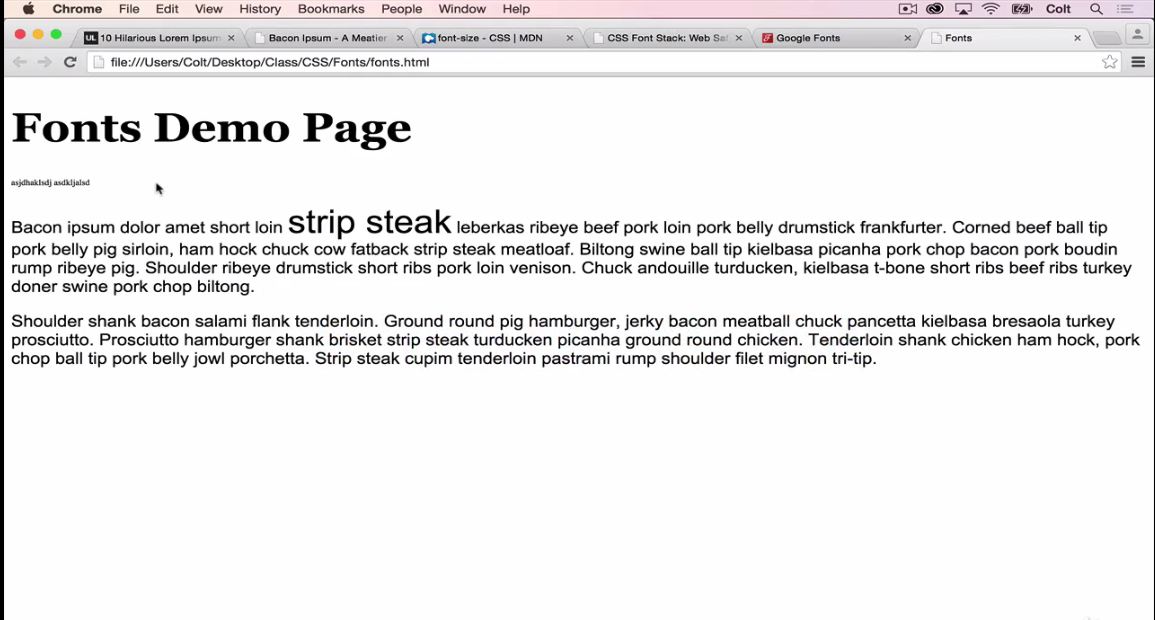 Chrome File Edit View History Bookmarks People Window Help Colt
10 Hilarious Lorem Ipsum Bacon Ipsum - A Meatier font-size - CSS | MDN CSS Font Stack: Web Saf Google Fonts Fonts
file:///Users/Colt/Desktop/Class/CSS/Fonts/fonts.html
Fonts Demo Page
asjdhaklsdj asdkljalsd
Bacon ipsum dolor amet short loin strip steak leberkas ribeye beef pork loin pork belly drumstick frankfurter. Corned beef ball tip
pork belly pig sirloin, ham hock chuck cow fatback strip steak meatloaf. Biltong swine ball tip kielbasa picanha pork chop bacon pork boudin
rump ribeye pig. Shoulder ribeye drumstick short ribs pork loin venison. Chuck andouille turducken, kielbasa t-bone short ribs beef ribs turkey
doner swine pork chop biltong.
Shoulder shank bacon salami flank tenderloin. Ground round pig hamburger, jerky bacon meatball chuck pancetta kielbasa bresaola turkey
prosciutto. Prosciutto hamburger shank brisket strip steak turducken picanha ground round chicken. Tenderloin shank chicken ham hock, pork
chop ball tip pork belly jowl porchetta. Strip steak cupim tenderloin pastrami rump shoulder filet mignon tri-tip.